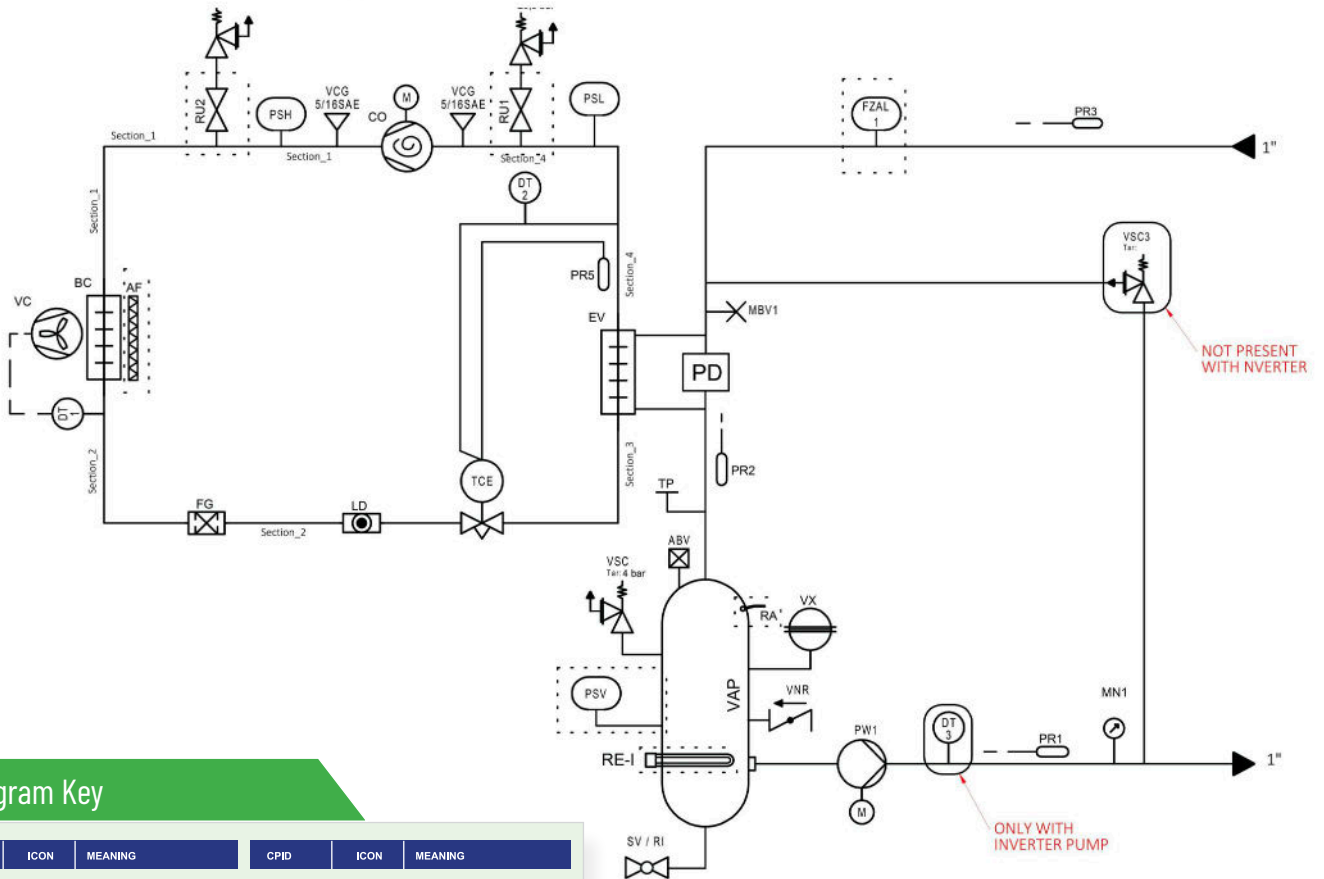 RU2
PSH
VCG
5/16SAE
CO
M
VCG
5/16SAE
RU1
PSL
FZAL
1
PR3
1"
Section_1
Section_1
Section_4
DT
2
Section_1
Section_4
PR5
VSC3
Tar:
VC
BC
AF
EV
MBV1
PD
NOT PRESENT
WITH NVERTER
DT
1
Section_2
Section_3
PR2
TCE
TP
FG
LD
Section_2
ABV
VSC
Tar: 4 bar
RA
VX
PSV
VAP
VNR
MN1
PW1
DT
3
PR1
RE-I
1"
M
SV / RI
ONLY WITH
INVERTER PUMP
gram Key
ICON MEANING CPID ICON MEANING